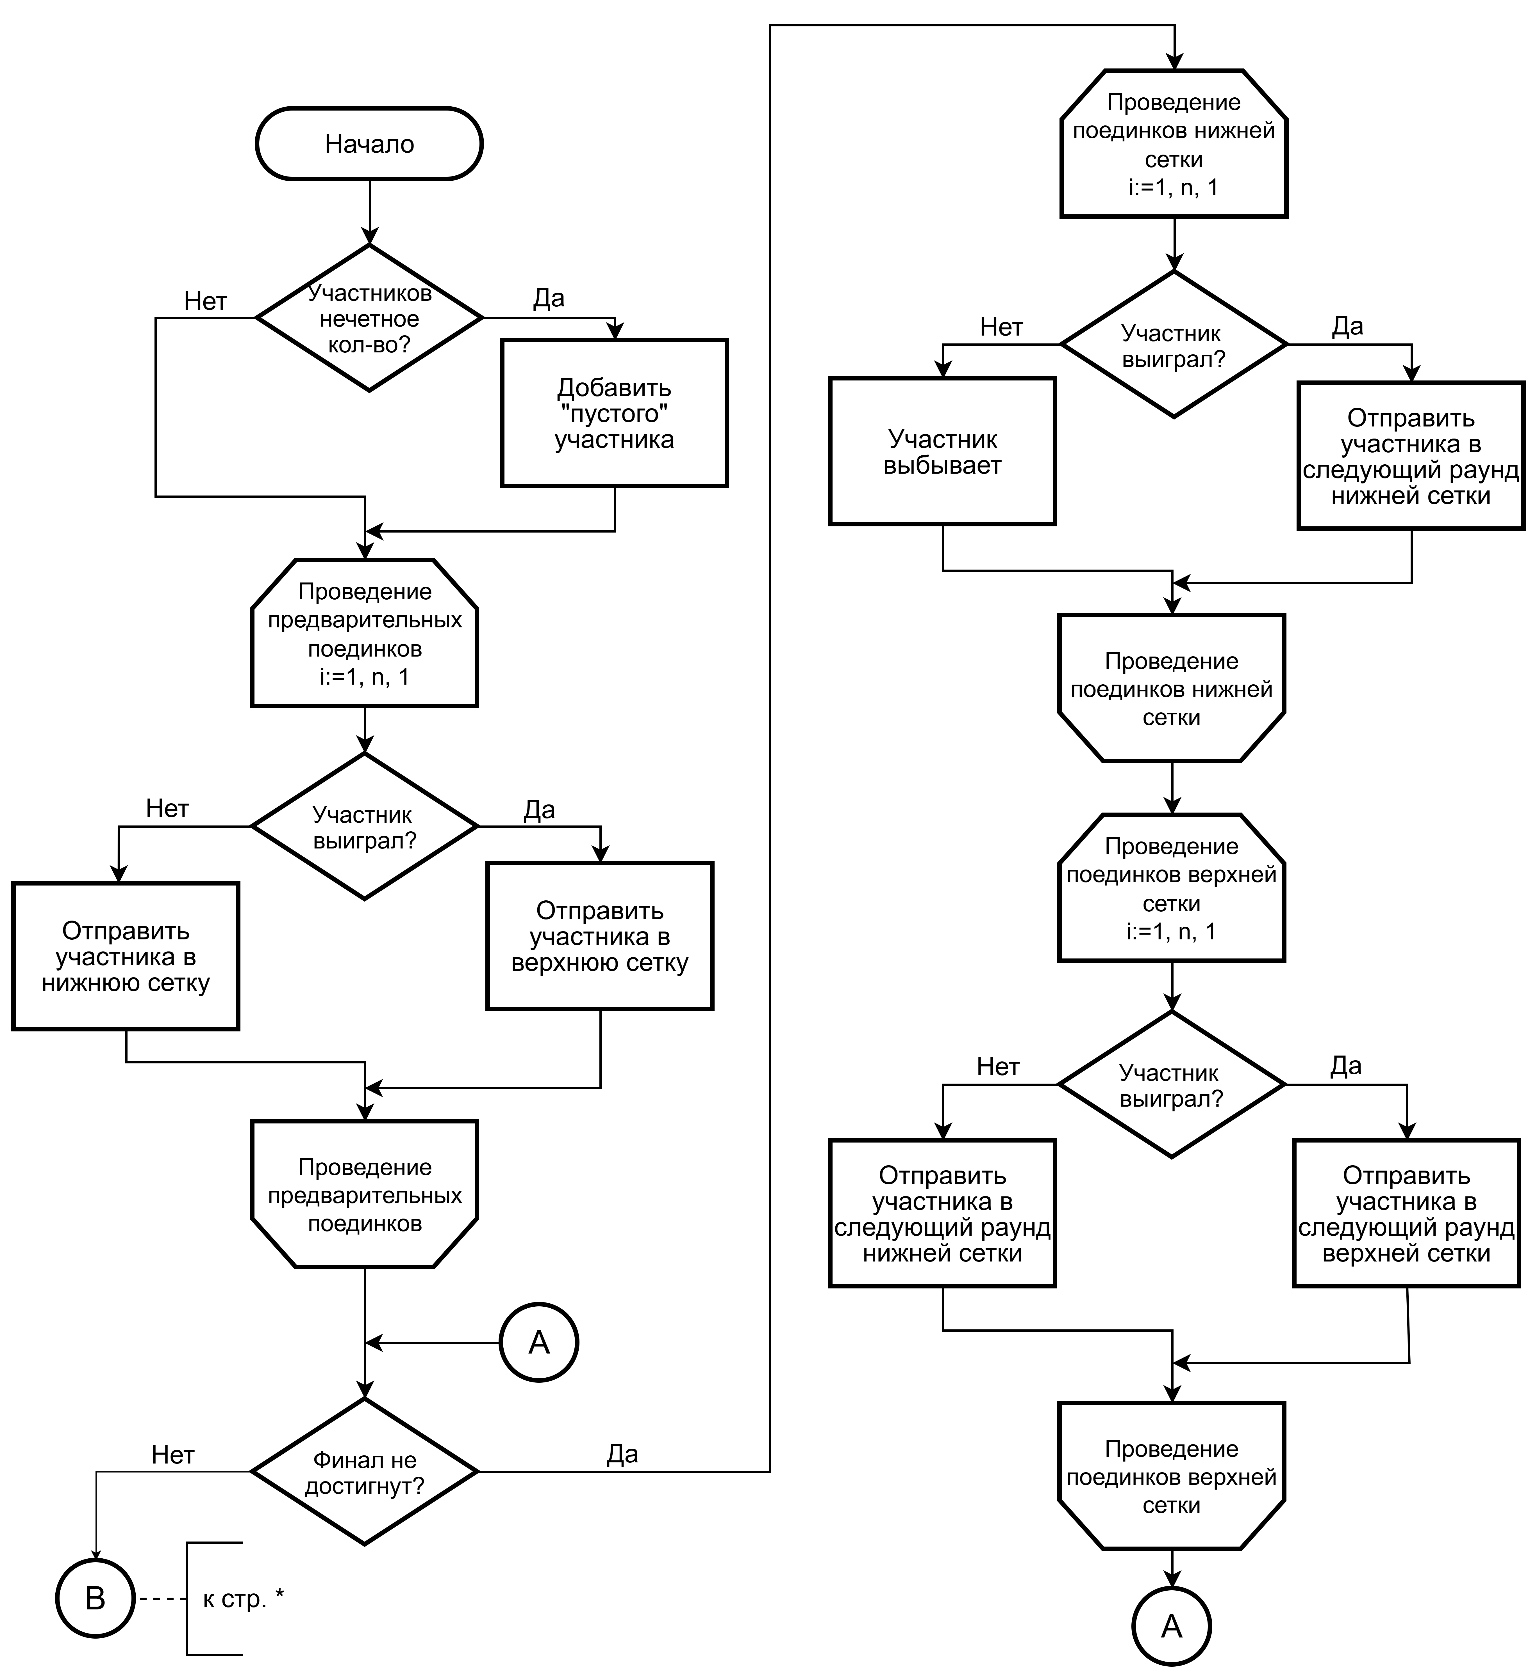 Начало
Участников
нечетное
кол-во?
Нет
Да
Добавить
"пустого"
участника
Проведение
предварительных
поединков
i:=1, n, 1
Участник
выиграл?
Нет
Да
Отправить
участника в
нижнюю сетку
Отправить
участника в
верхнюю сетку
Проведение
предварительных
поединков
A
Финал не
достигнут?
Нет
Да
B
к стр. *
Проведение
поединков нижней
сетки
i:=1, n, 1
Участник
выиграл?
Нет
Да
Участник
выбывает
Отправить
участника в
следующий раунд
нижней сетки
Проведение
поединков нижней
сетки
Проведение
поединков верхней
сетки
i:=1, n, 1
Участник
выиграл?
Нет
Да
Отправить
участника в
следующий раунд
нижней сетки
Отправить
участника в
следующий раунд
верхней сетки
Проведение
поединков верхней
сетки
A